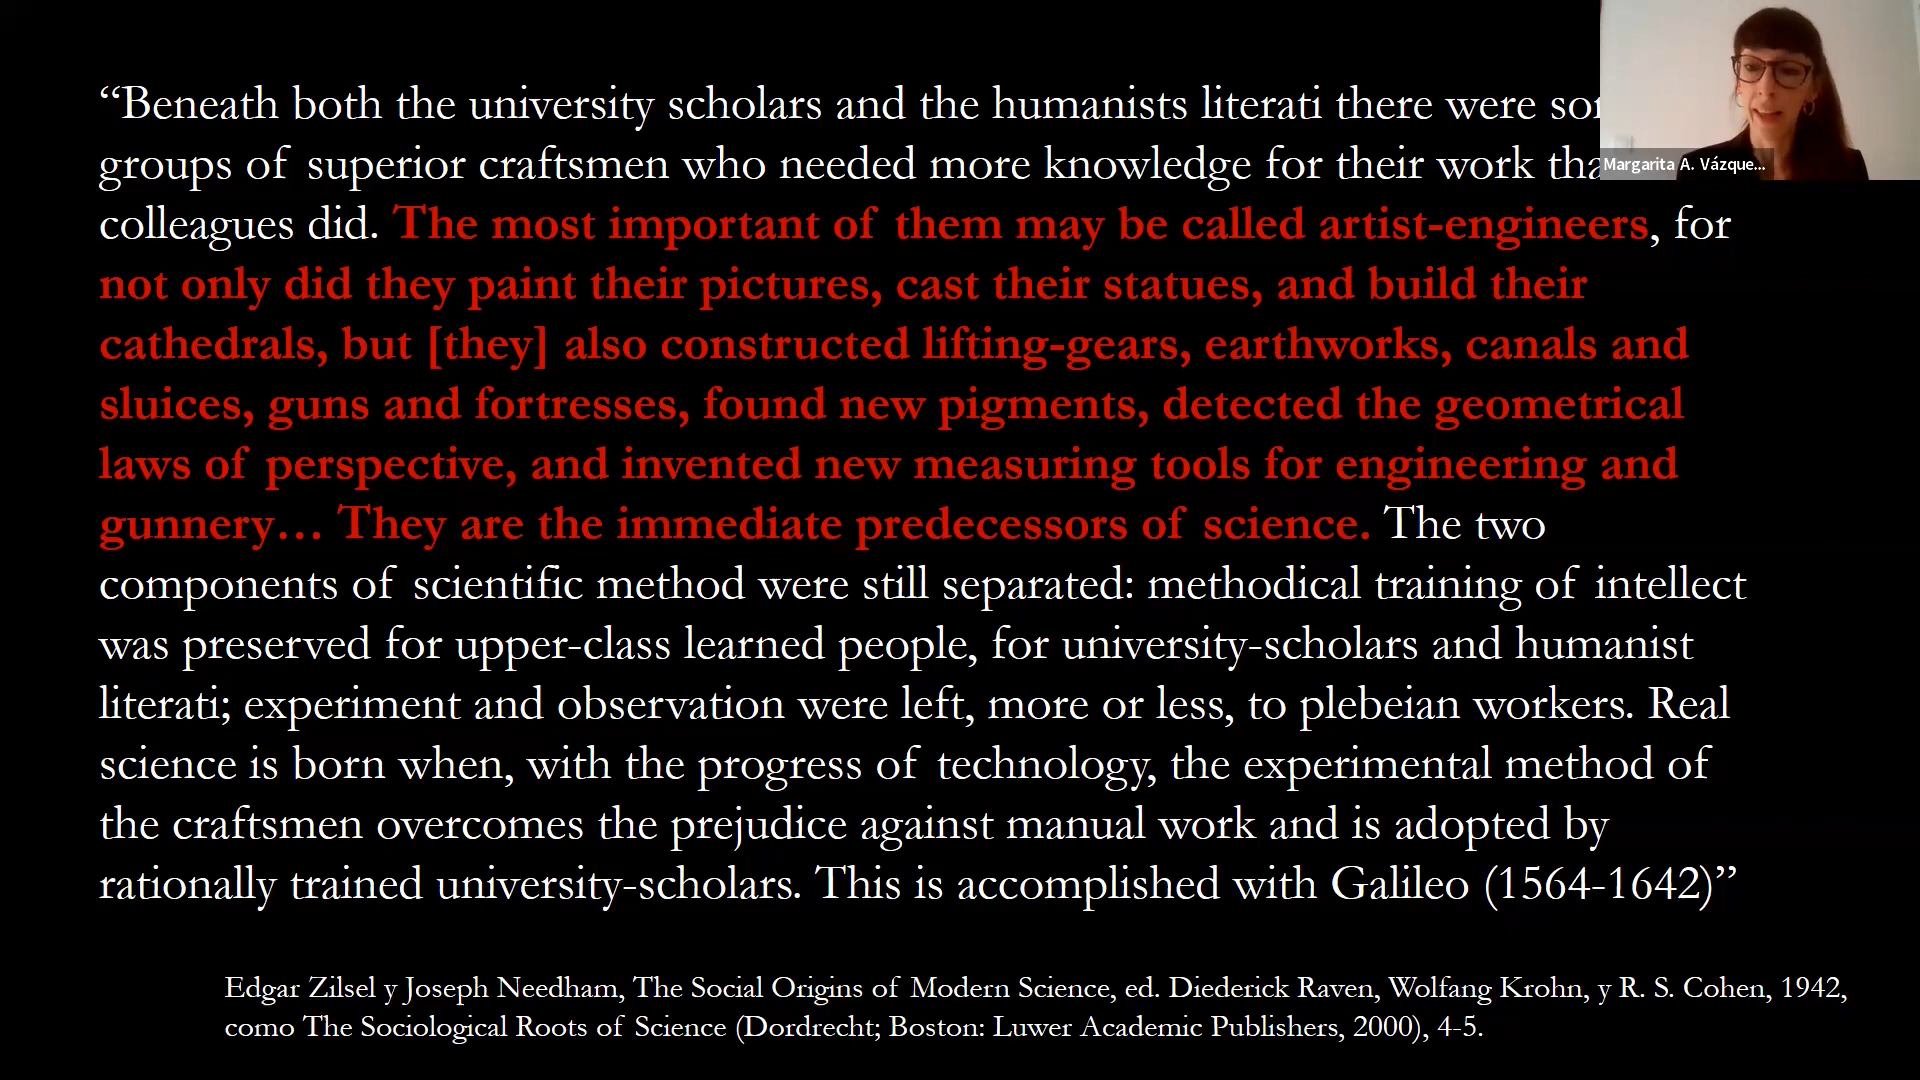 “Beneath both the university scholars and the humanists literati there were
groups of superior craftsmen who needed more knowledge for their work
colleagues did. The most important of them may be called artist-engineers, for
not only did they paint their pictures, cast their statues, and build their
cathedrals, but [they] also constructed lifting-gears, earthworks, canals and
sluices, guns and fortresses, found new pigments, detected the geometrical
laws of perspective, and invented new measuring tools for engineering and
gunnery… They are the immediate predecessors of science. The two
components of scientific method were still separated: methodical training of intellect
was preserved for upper-class learned people, for university-scholars and humanist
literati; experiment and observation were left, more or less, to plebeian workers. Real
science is born when, with the progress of technology, the experimental method of
the craftsmen overcomes the prejudice against manual work and is adopted by
rationally trained university-scholars. This is accomplished with Galileo (1564-1642)”
Edgar Zilsel y Joseph Needham, The Social Origins of Modern Science, ed. Diederick Raven, Wolfang Krohn, y R. S. Cohen, 1942,
como The Sociological Roots of Science (Dordrecht; Boston: Luwer Academic Publishers, 2000), 4-5.
Margarita A. Vázque...